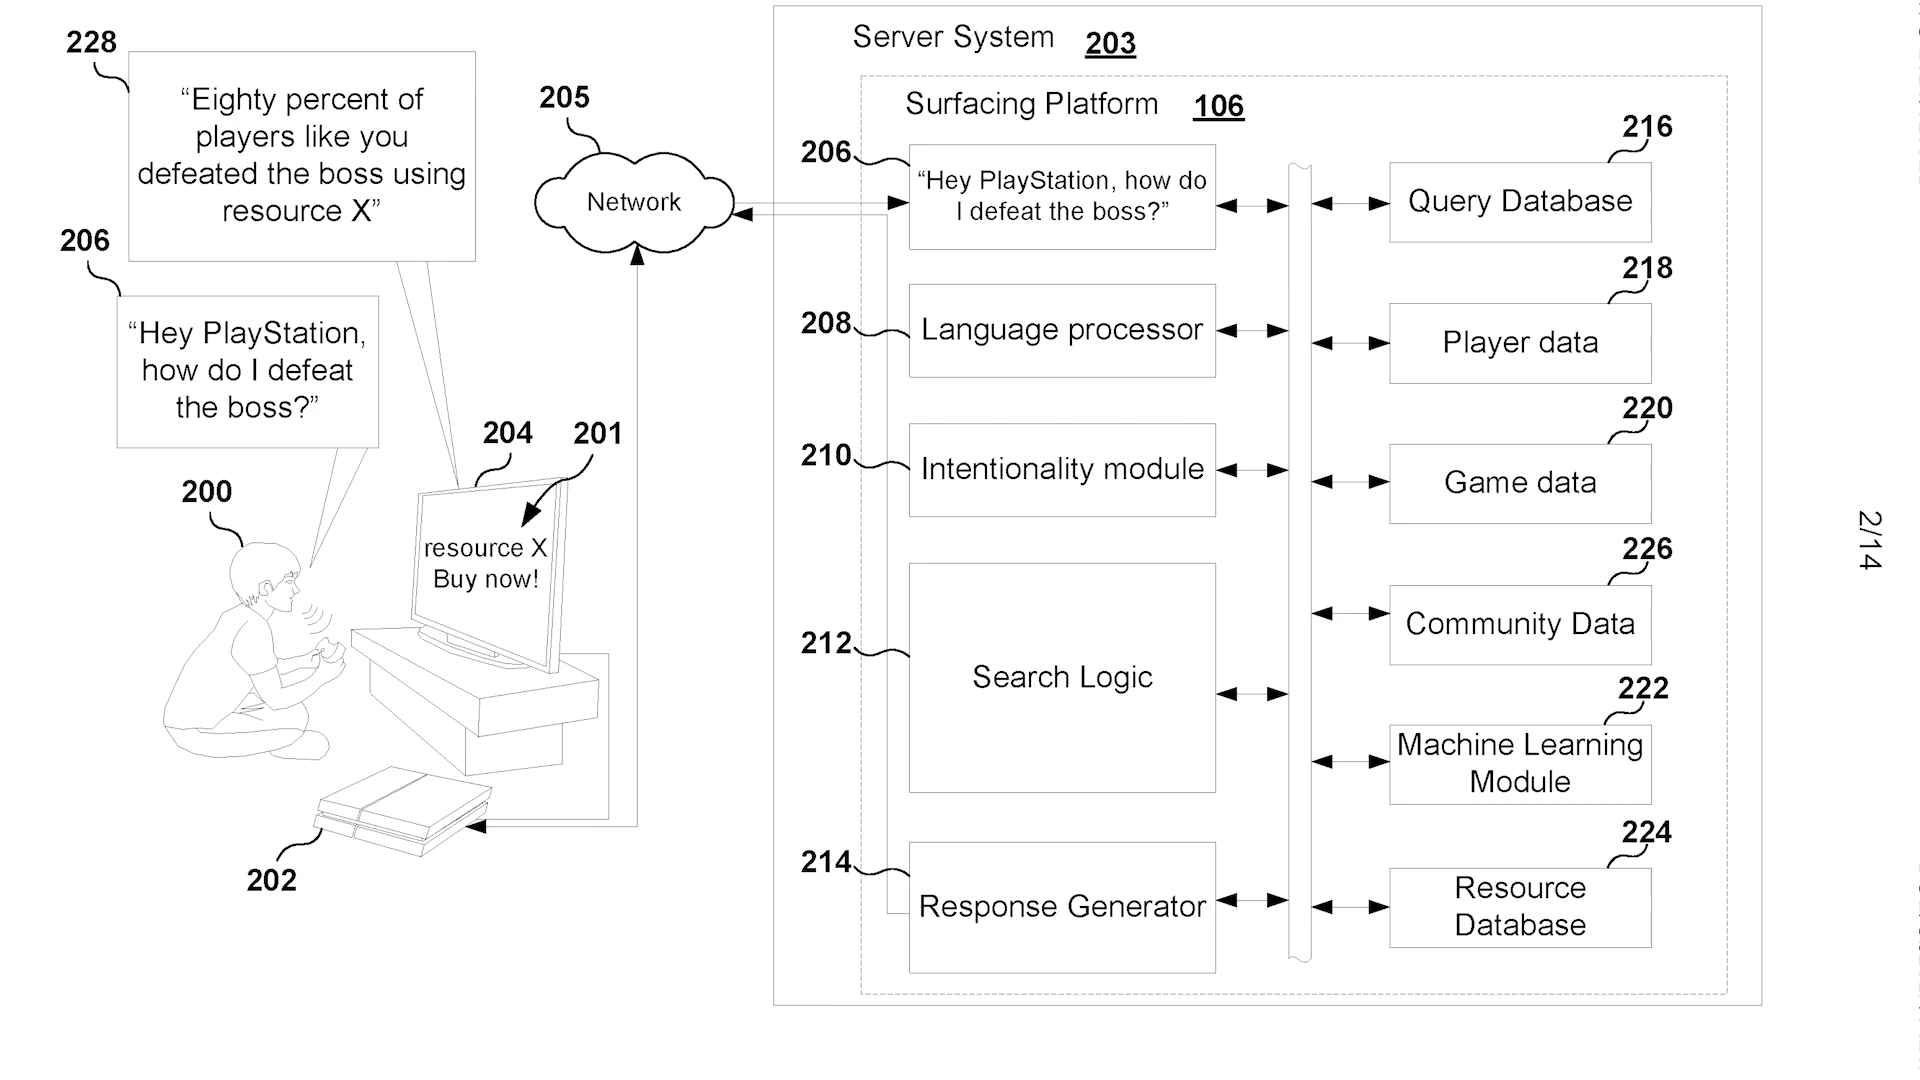 228
“Eighty percent of
players like you
defeated the boss using
resource X”
206
“Hey PlayStation,
how do I defeat
the boss?”
200
204
201
resource X
Buy now!
202
205
Network
Server System 203
Surfacing Platform 106
206
“Hey PlayStation, how do
I defeat the boss?”
208
Language processor
210
Intentionality module
212
Search Logic
214
Response Generator
216
Query Database
218
Player data
220
Game data
226
Community Data
222
Machine Learning
Module
224
Resource
Database
2/14